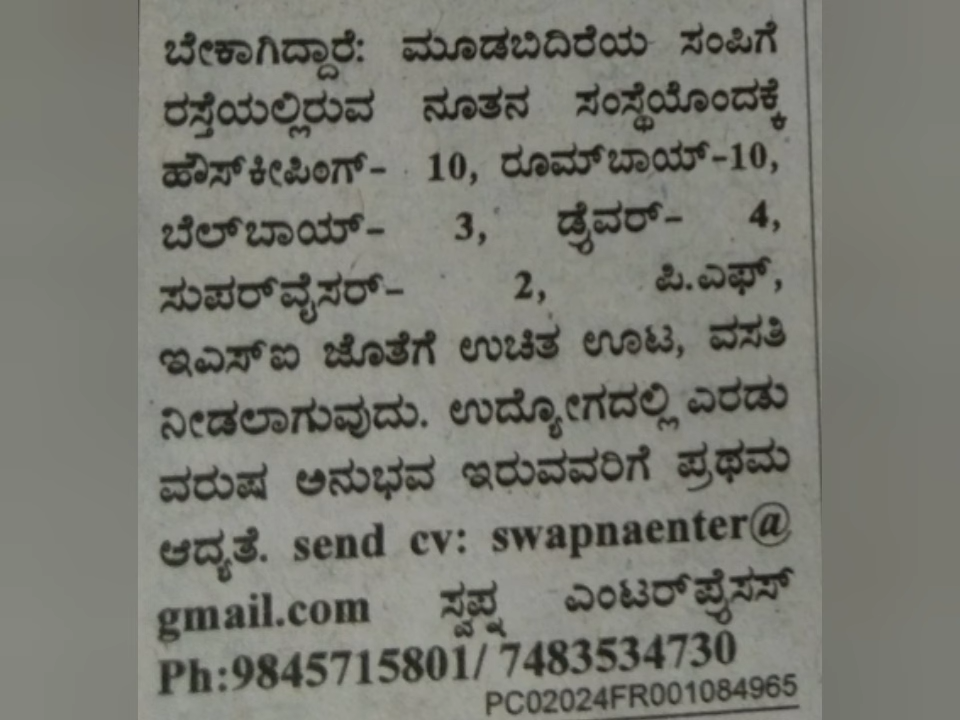 ಬೇಕಾಗಿದ್ದಾರೆ: ಮೂಡಬಿದಿರೆಯ ಸಂಪಿಗೆ
ರಸ್ತೆಯಲ್ಲಿರುವ ನೂತನ ಸಂಸ್ಥೆಯೊಂದಕ್ಕೆ
ಹೌಸ್‌ಕೀಪಿಂಗ್- 10, ರೂಮ್‌ಬಾಯ್-10,
ಬೆಲ್‌ಬಾಯ್- 3, ಡ್ರೈವರ್- 4,
ಸುಪರ್‌ವೈಸರ್- 2, ಪಿ.ಎಫ್,
ಇಎಸ್‌ಐ ಜೊತೆಗೆ ಉಚಿತ ಊಟ, ವಸತಿ
ನೀಡಲಾಗುವುದು. ಉದ್ಯೋಗದಲ್ಲಿ ಎರಡು
ವರುಷ ಅನುಭವ ಇರುವವರಿಗೆ ಪ್ರಥಮ
ಆದ್ಯತೆ. send cv: swapnaenter@
gmail.com ಸ್ವಪ್ನ ಎಂಟರ್‌ಪ್ರೈಸಸ್
Ph:9845715801/ 7483534730
PC02024FR001084965